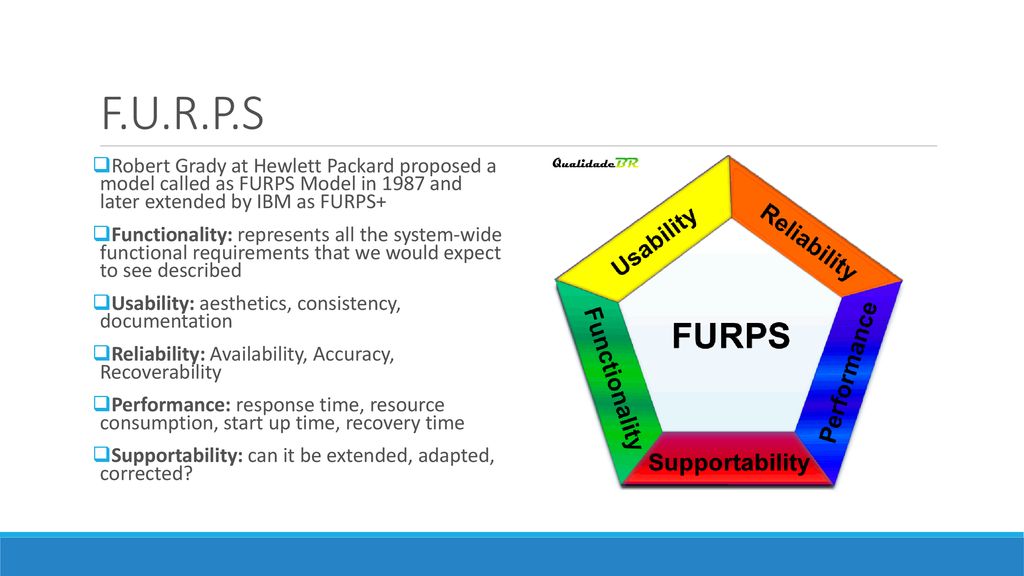 F.U.R.P.S
Robert Grady at Hewlett Packard proposed a
model called as FURPS Model in 1987 and
later extended by IBM as FURPS+
Functionality: represents all the system-wide
functional requirements that we would expect
to see described
Usability: aesthetics, consistency,
documentation
Reliability: Availability, Accuracy,
Recoverability
Performance: response time, resource
consumption, start up time, recovery time
Supportability: can it be extended, adapted,
corrected?
QualidadeBR
Usability
Reliability
Functionality
FURPS
Performance
Supportability